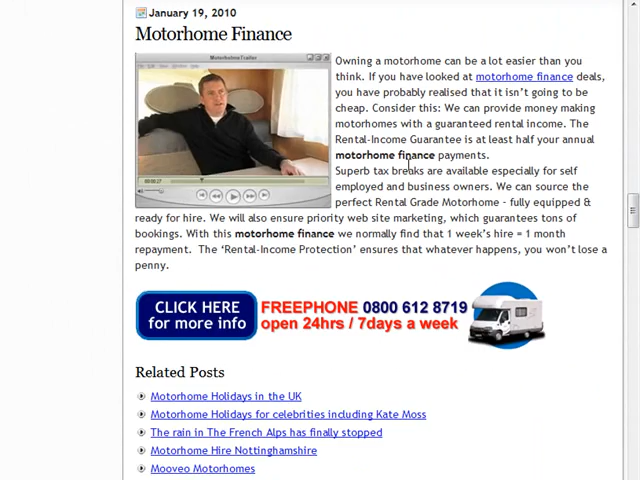 January 19, 2010
Motorhome Finance
Owning a motorhome can be a lot easier than you
think. If you have looked at motorhome finance deals,
you have probably realised that it isn't going to be
cheap. Consider this: We can provide money making
motorhomes with a guaranteed rental income. The
Rental-Income Guarantee is at least half your annual
motorhome finance payments.
Superb tax breaks are available especially for self
employed and business owners. We can source the
perfect Rental Grade Motorhome - fully equipped &
ready for hire. We will also ensure priority web site marketing, which guarantees tons of
bookings. With this motorhome finance we normally find that 1 week's hire = 1 month
repayment. The 'Rental-Income Protection' ensures that whatever happens, you won't lose a
penny.
CLICK HERE
for more info
FREEPHONE 0800 612 8719
open 24hrs / 7days a week
Related Posts
Motorhome Holidays in the UK
Motorhome Holidays for celebrities including Kate Moss
The rain in The French Alps has finally stopped
Motorhome Hire Nottinghamshire
Mooveo Motorhomes